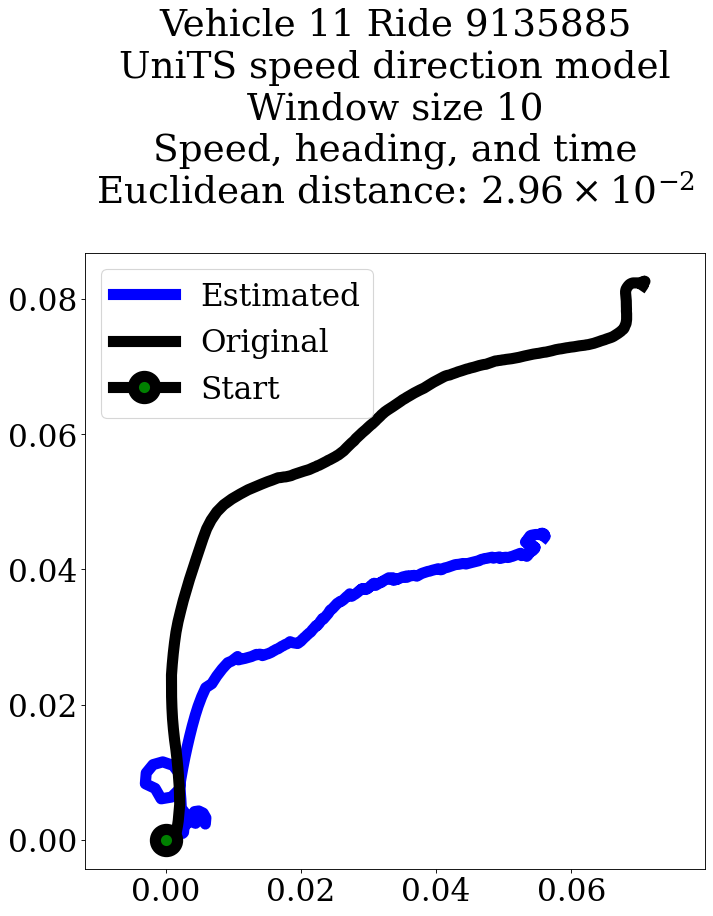 Vehicle 11 Ride 9135885
UniTS speed direction model
Window size 10
Speed, heading, and time
Euclidean distance: 2.96 × 10⁻²
Estimated
Original
Start
0.08
0.06
0.04
0.02
0.00
0.00 0.02 0.04 0.06